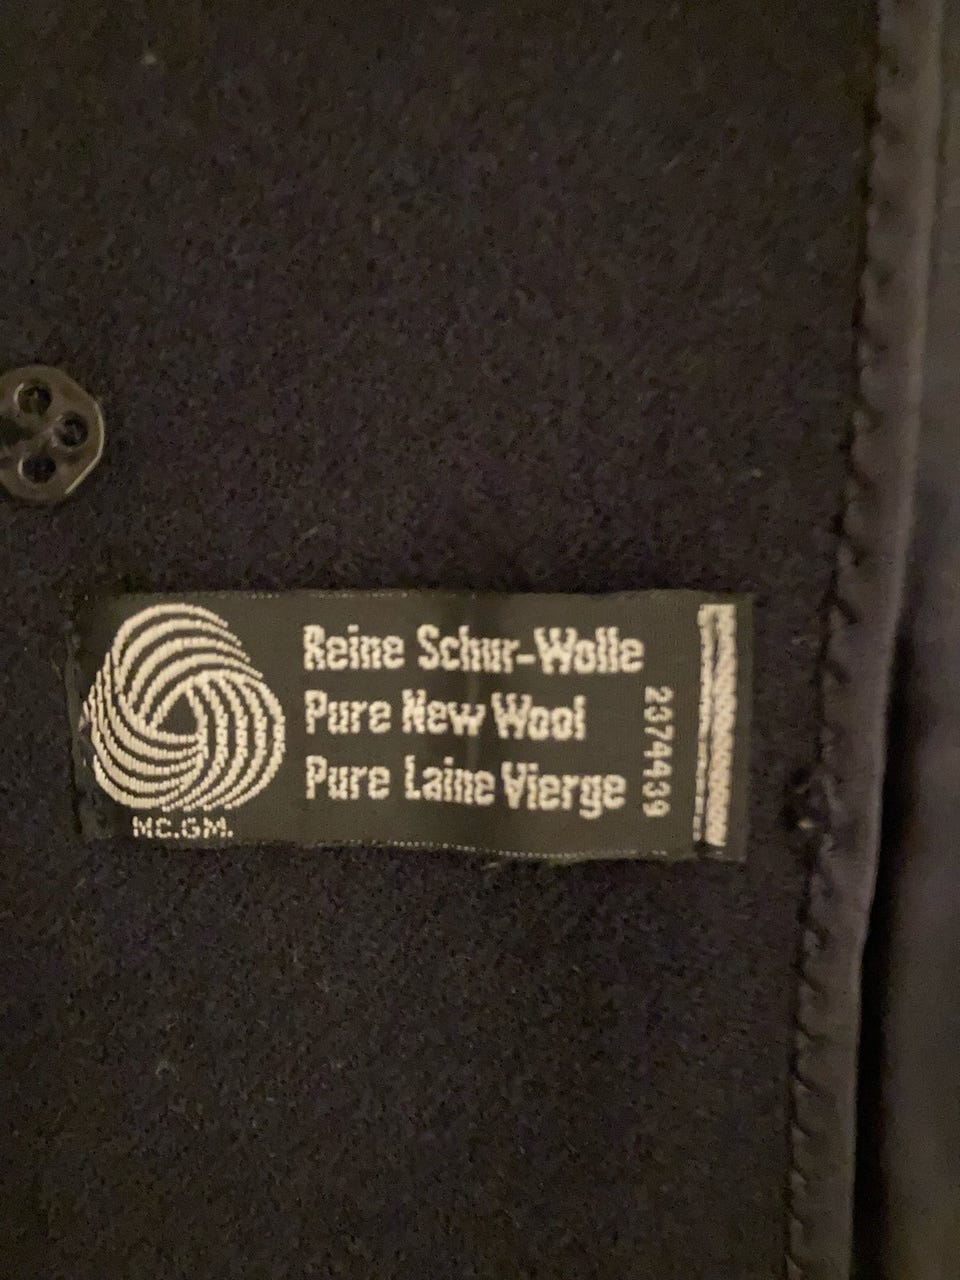 Reine Schur-Wolle
Pure New Wool
Pure Laine Vierge
2374439
MC.GM.